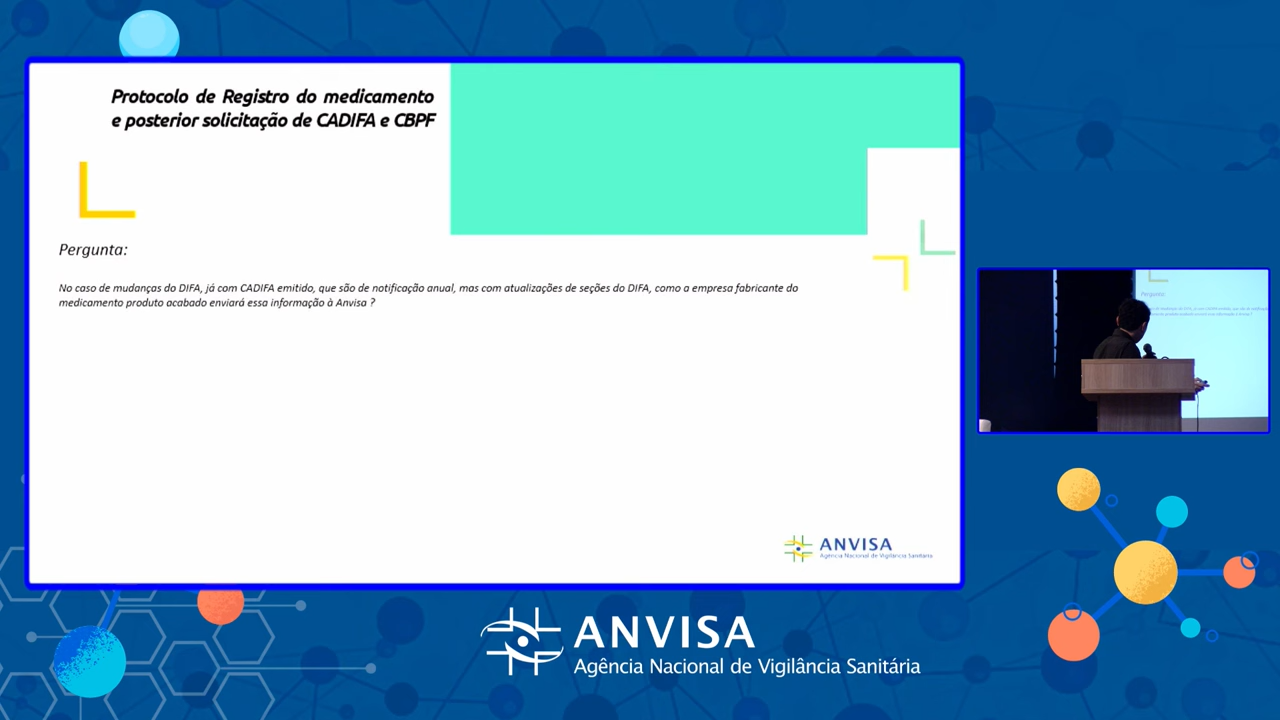 Protocolo de Registro do medicamento
e posterior solicitação de CADIFA e CBPF
Pergunta:
No caso de mudanças do DIFA, já com CADIFA emitido, que são de notificação anual, mas com atualizações de seções do DIFA, como a empresa fabricante do
medicamento produto acabado enviará essa informação à Anvisa ?
ANVISA
Agência Nacional de Vigilância Sanitária
Pergunta:
ANVISA
Agência Nacional de Vigilância Sanitária